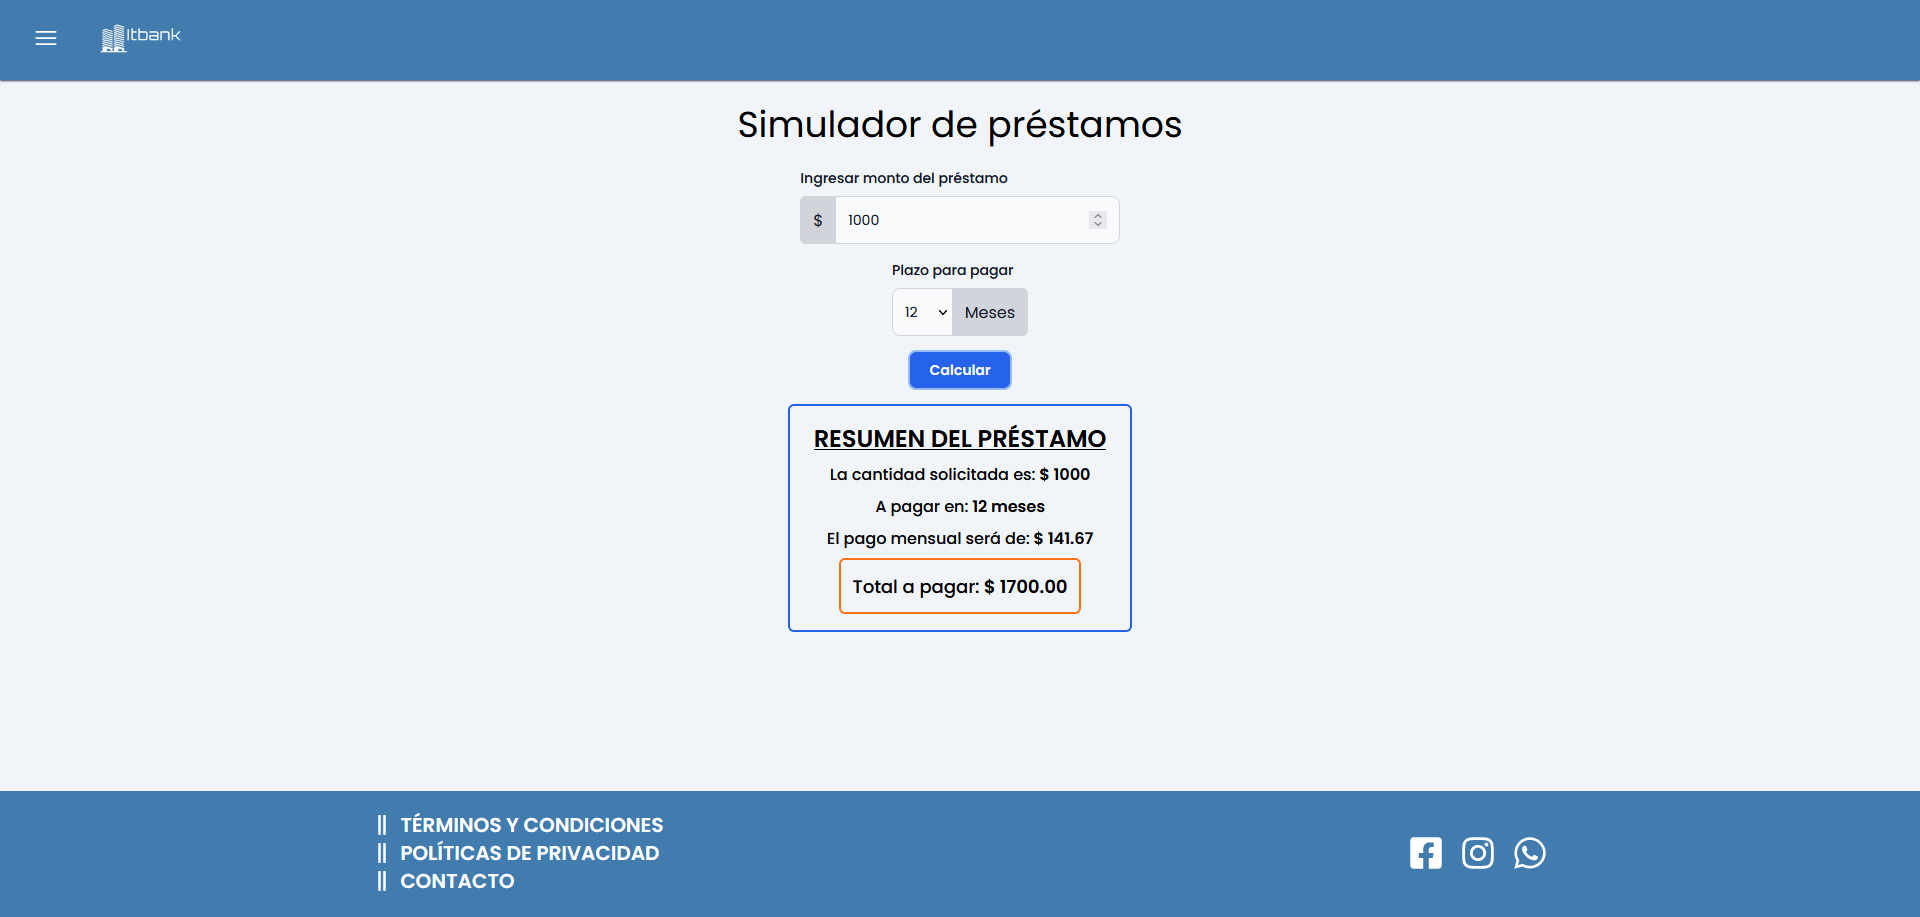 Itbank
Simulador de préstamos
Ingresar monto del préstamo
$ 1000
Plazo para pagar
12 Meses
Calcular
RESUMEN DEL PRÉSTAMO
La cantidad solicitada es: $ 1000
A pagar en: 12 meses
El pago mensual será de: $ 141.67
Total a pagar: $ 1700.00
|| TÉRMINOS Y CONDICIONES
|| POLÍTICAS DE PRIVACIDAD
|| CONTACTO